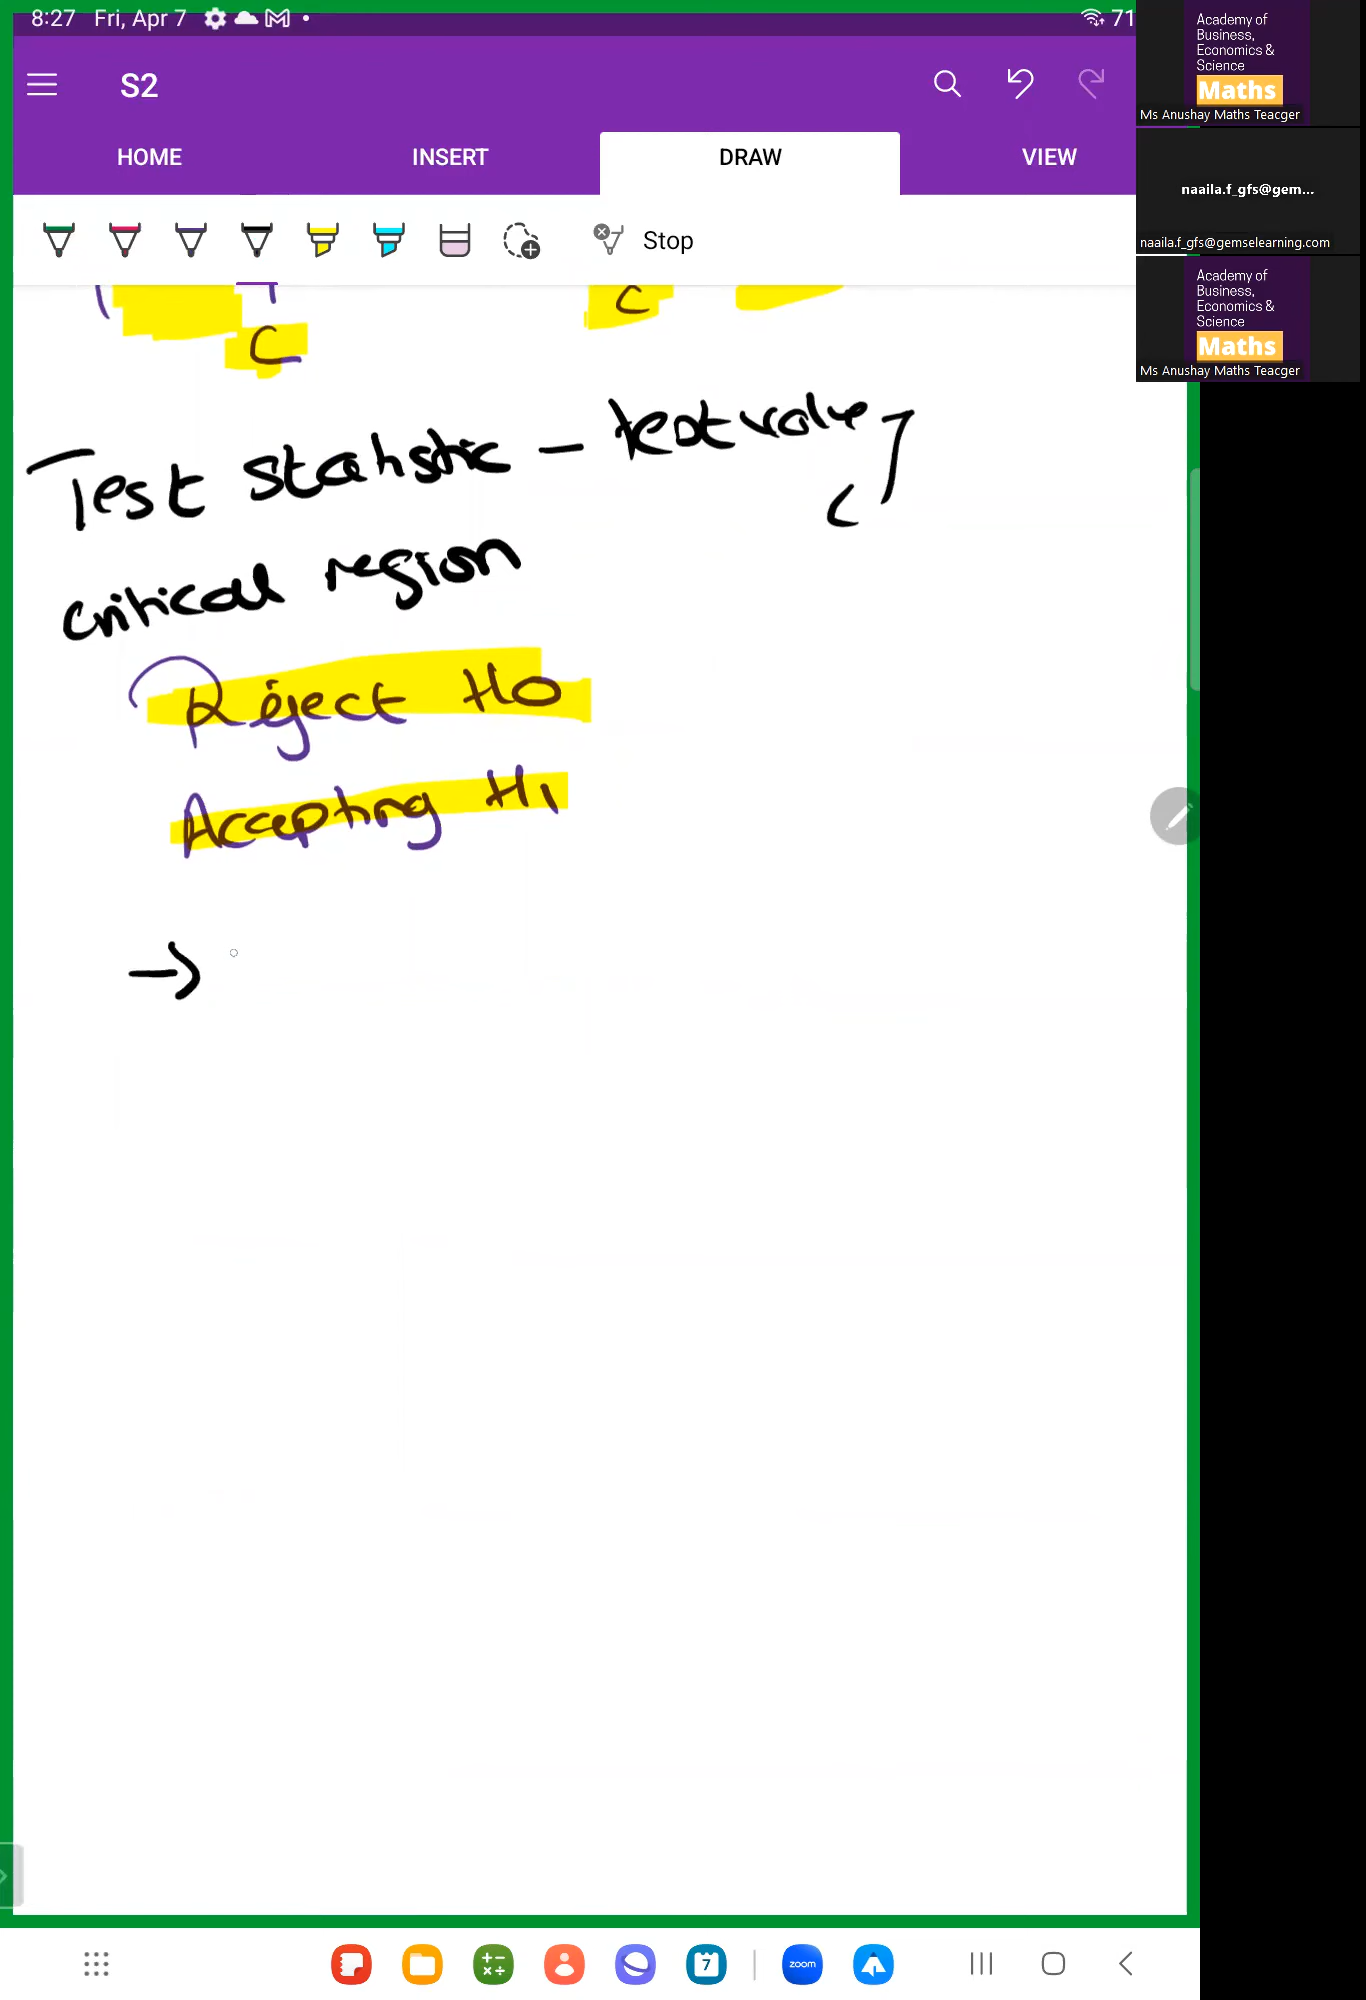 8:27 Fri, Apr 7
71
S2
HOME INSERT DRAW VIEW
Stop
C
C
Test statistic – test value
C
critical region
Reject H0
Accepting H1
→
Academy of
Business,
Economics &
Science
Maths
Ms Anushay Maths Teacger
naaila.f_gfs@gem...
naaila.f_gfs@gemselearning.com
Academy of
Business,
Economics &
Science
Maths
Ms Anushay Maths Teacger
7
zoom